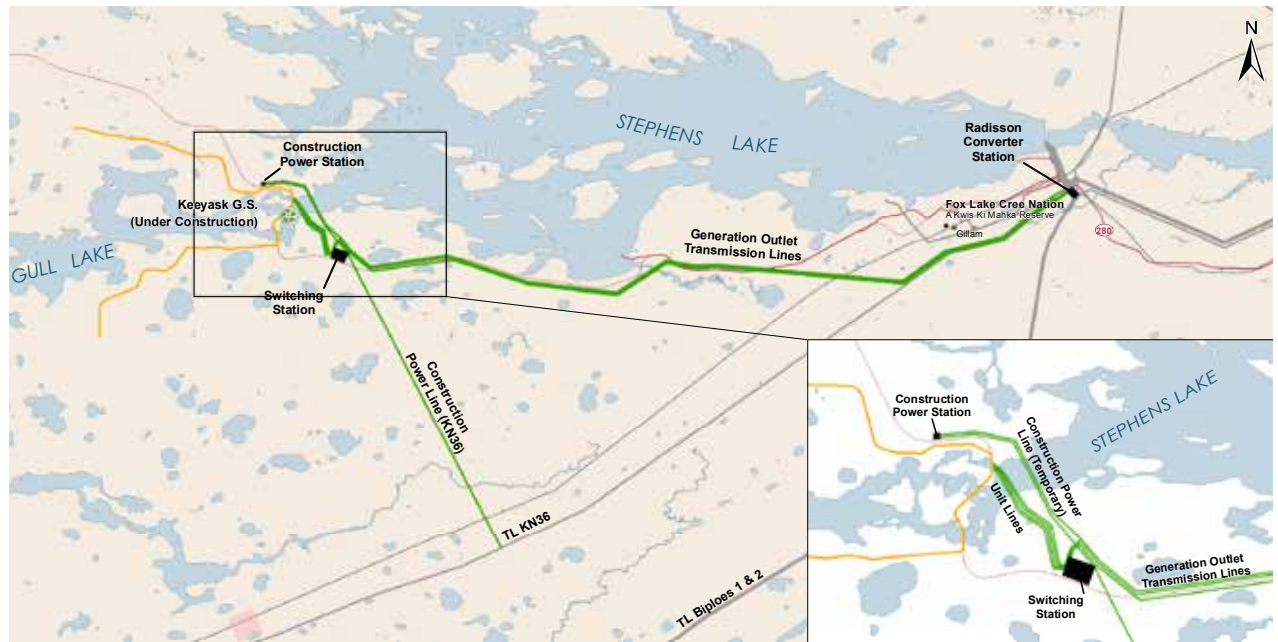 N
STEPHENS LAKE
Radisson
Converter
Station
Construction
Power Station
Keeyask G.S.
(Under Construction)
Fox Lake Cree Nation
A Kwis Ki Mahka Reserve
Gillam
280
Generation Outlet
Transmission Lines
GULL LAKE
Switching
Station
Construction
Power Line (KN36)
TL KN36
TL Biploes 1 & 2
STEPHENS LAKE
Construction
Power Station
Construction Power
Line (Temporary)
Unit Lines
Generation Outlet
Transmission Lines
Switching
Station